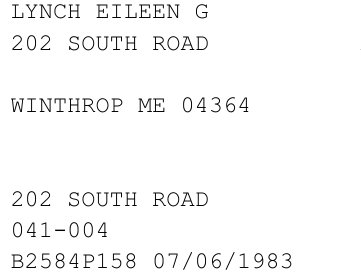 LYNCH EILEEN G
202 SOUTH ROAD
WINTHROP ME 04364
202 SOUTH ROAD
041-004
B2584P158 07/06/1983